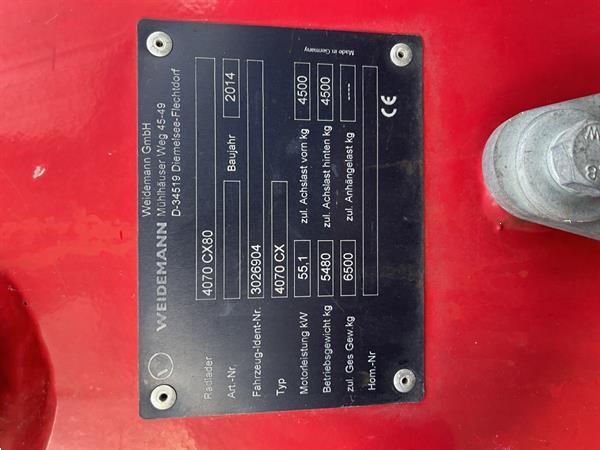 WEIDEMANN
Weidemann GmbH
Mühlhäuser Weg 45-49
D-34519 Diemelsee-Flechtdorf
Radlader 4070 CX80
Art.-Nr. Baujahr 2014
Fahrzeug-Ident-Nr. 3026904
Typ 4070 CX
Motorleistung kW 55,1 zul. Achslast vorn kg 4500
Betriebsgewicht kg 5480 zul. Achslast hinten kg 4500
zul. Ges Gew.kg 6500 zul. Anhängelast kg ----
Hom.-Nr
CE
Made in Germany